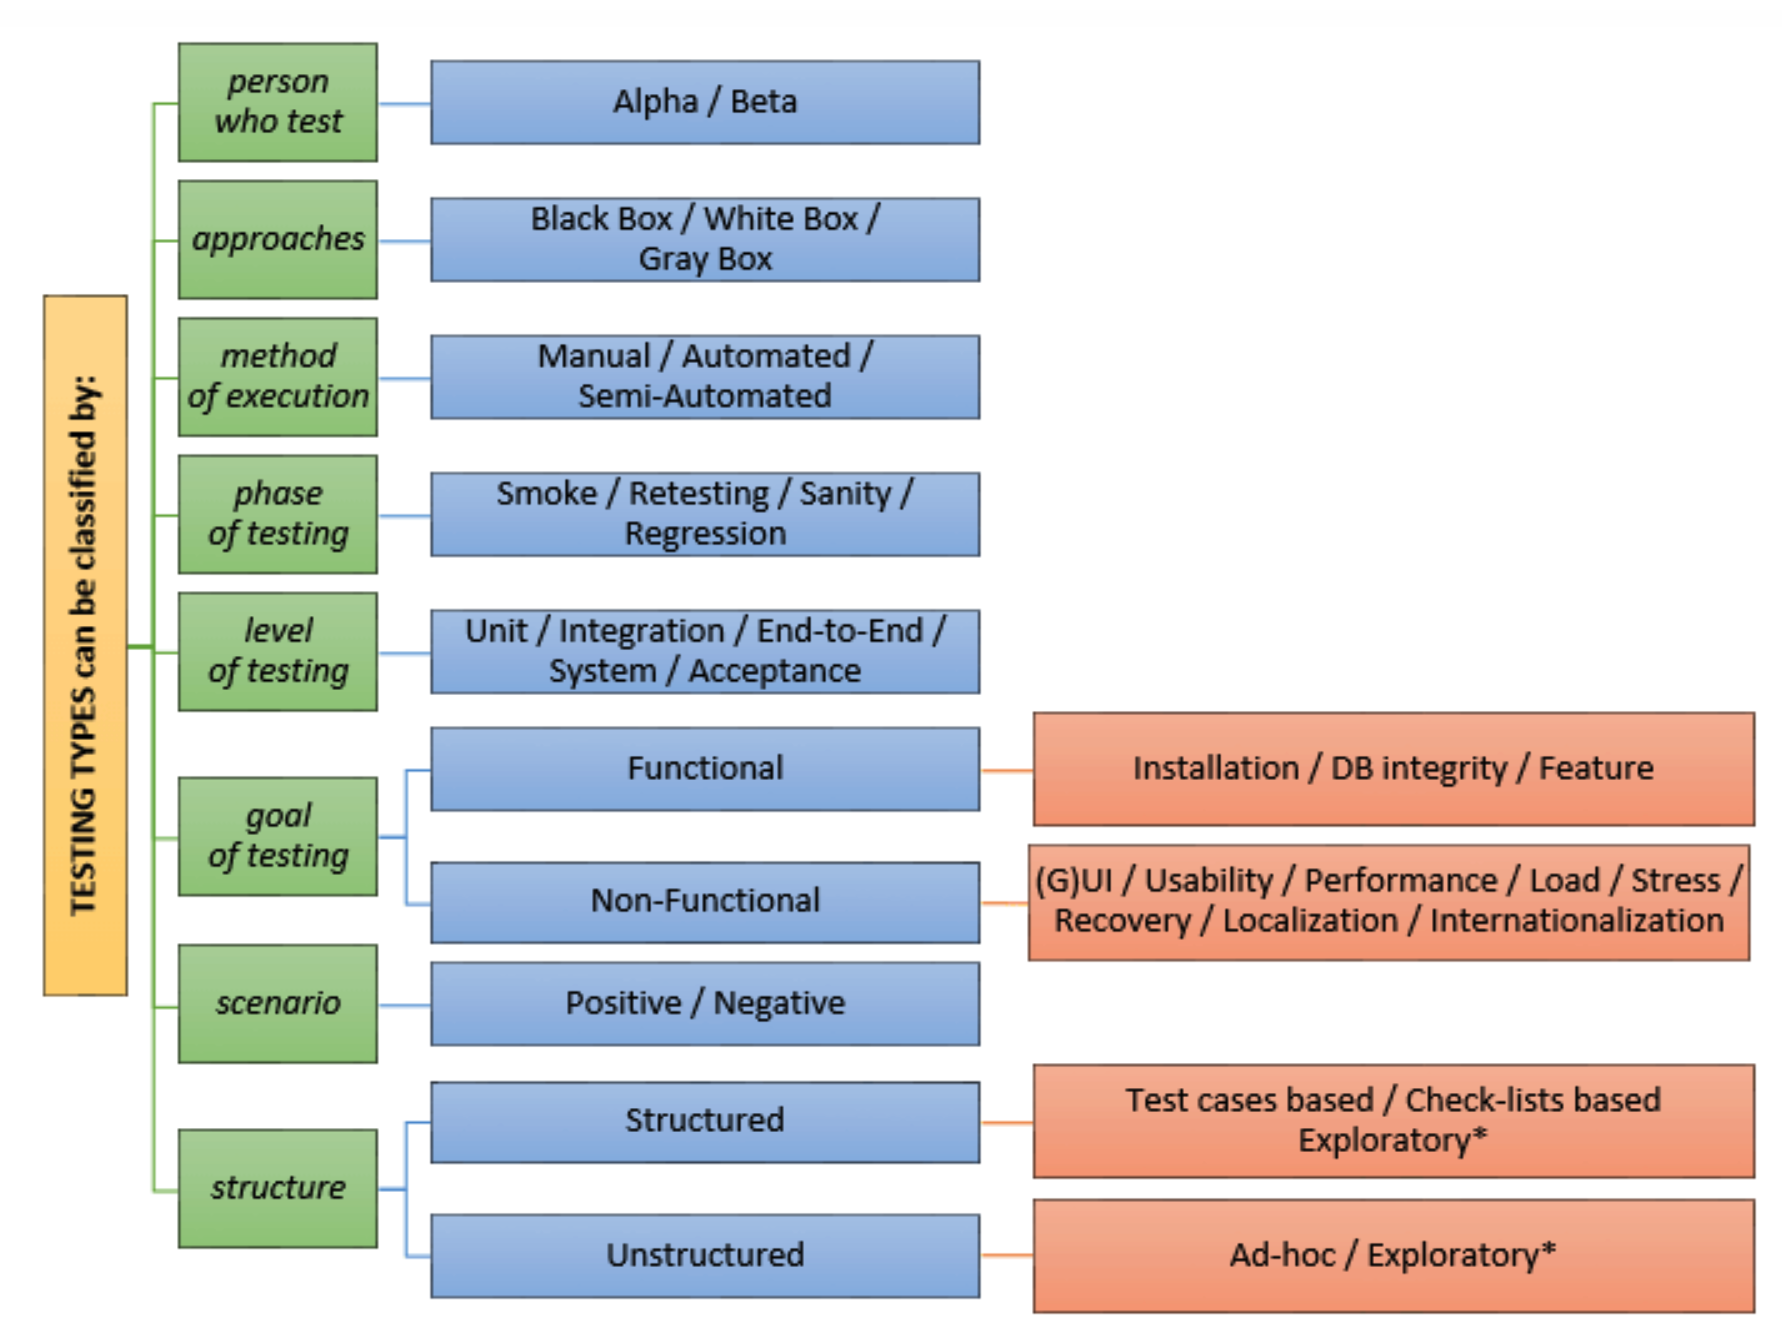 TESTING TYPES can be classified by:
person
who test
Alpha / Beta
approaches
Black Box / White Box /
Gray Box
method
of execution
Manual / Automated /
Semi-Automated
phase
of testing
Smoke / Retesting / Sanity /
Regression
level
of testing
Unit / Integration / End-to-End /
System / Acceptance
goal
of testing
Functional
Installation / DB integrity / Feature
Non-Functional
(G)UI / Usability / Performance / Load / Stress /
Recovery / Localization / Internationalization
scenario
Positive / Negative
structure
Structured
Test cases based / Check-lists based
Exploratory*
Unstructured
Ad-hoc / Exploratory*